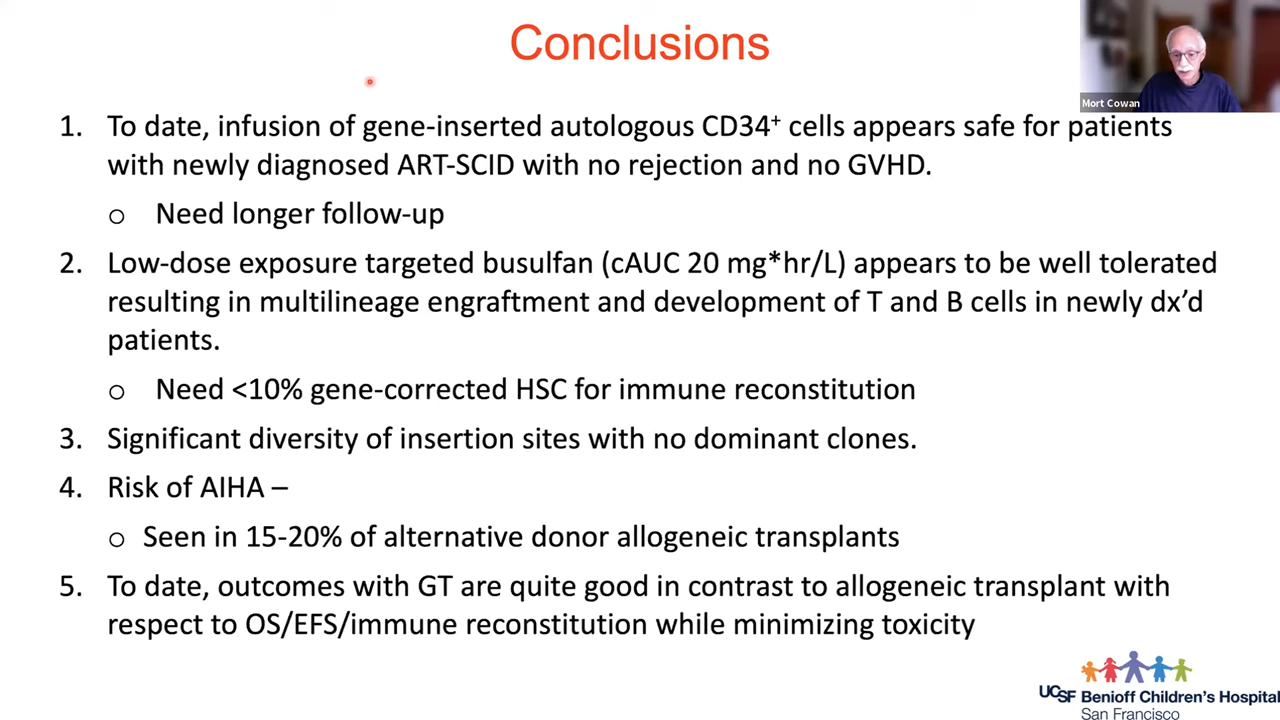 Conclusions
Mort Cowan
1. To date, infusion of gene-inserted autologous CD34⁺ cells appears safe for patients
with newly diagnosed ART-SCID with no rejection and no GVHD.
o Need longer follow-up
2. Low-dose exposure targeted busulfan (cAUC 20 mg*hr/L) appears to be well tolerated
resulting in multilineage engraftment and development of T and B cells in newly dx’d
patients.
o Need <10% gene-corrected HSC for immune reconstitution
3. Significant diversity of insertion sites with no dominant clones.
4. Risk of AIHA –
o Seen in 15-20% of alternative donor allogeneic transplants
5. To date, outcomes with GT are quite good in contrast to allogeneic transplant with
respect to OS/EFS/immune reconstitution while minimizing toxicity
UCSF Benioff Children's Hospital
San Francisco